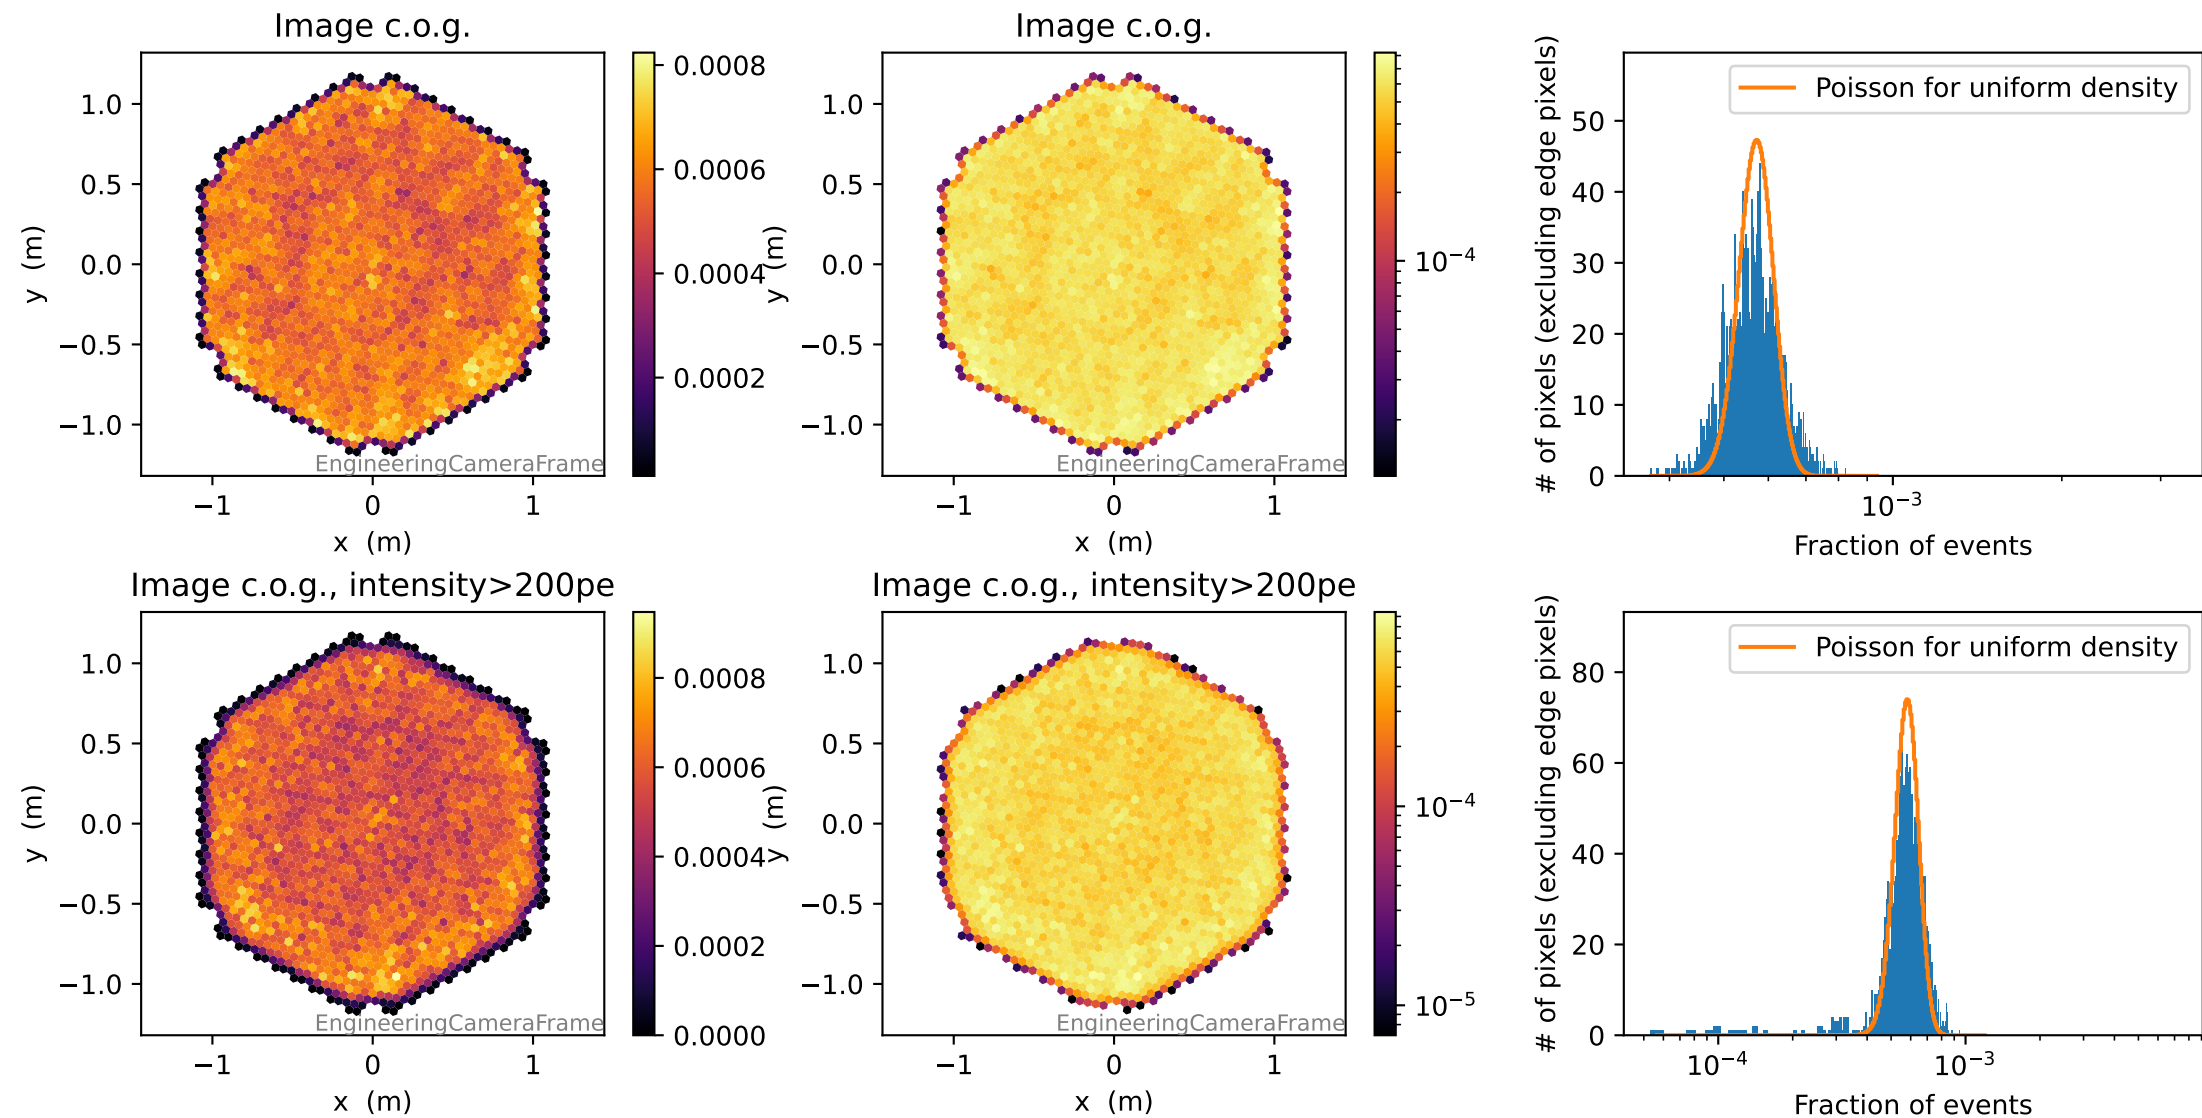 Image c.o.g.
1.0
0.5
0.0
−0.5
−1.0
y (m)
−1
0
1
x (m)
EngineeringCameraFrame
0.0008
0.0006
0.0004
0.0002
Image c.o.g.
1.0
0.5
0.0
−0.5
−1.0
y (m)
−1
0
1
x (m)
EngineeringCameraFrame
10⁻⁴
Poisson for uniform density
50
40
30
20
10
0
# of pixels (excluding edge pixels)
10⁻³
Fraction of events
Image c.o.g., intensity>200pe
1.0
0.5
0.0
−0.5
−1.0
y (m)
−1
0
1
x (m)
EngineeringCameraFrame
0.0008
0.0006
0.0004
0.0002
0.0000
Image c.o.g., intensity>200pe
1.0
0.5
0.0
−0.5
−1.0
y (m)
−1
0
1
x (m)
EngineeringCameraFrame
10⁻⁴
10⁻⁵
Poisson for uniform density
80
60
40
20
0
# of pixels (excluding edge pixels)
10⁻⁴
10⁻³
Fraction of events